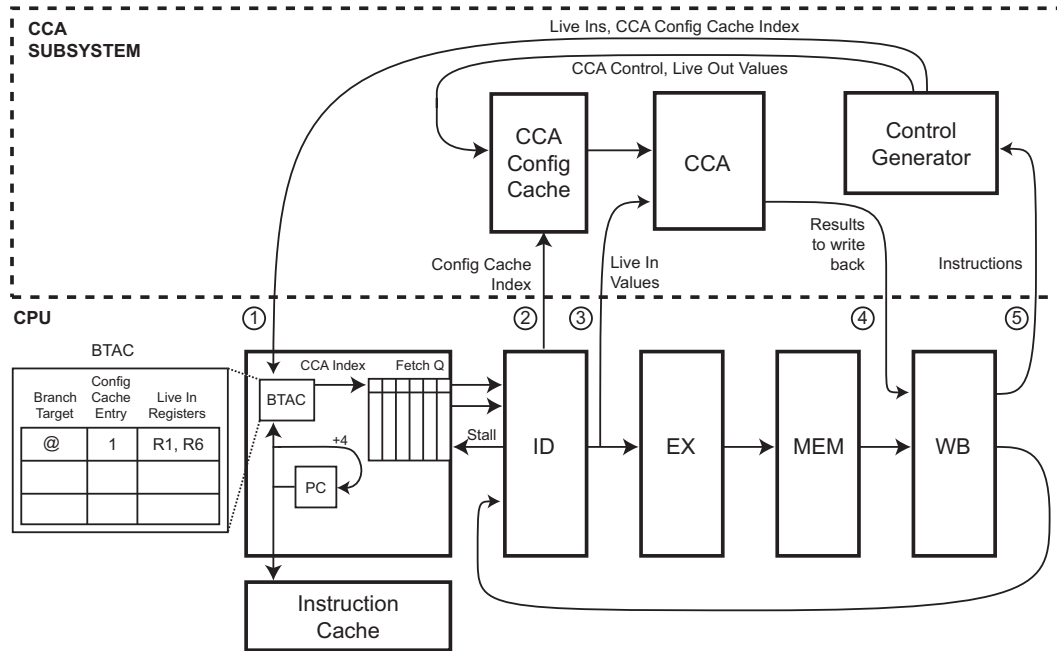 CCA
SUBSYSTEM
Live Ins, CCA Config Cache Index
CCA Control, Live Out Values
CCA
Config
Cache
CCA
Control
Generator
Config Cache
Index
Live In
Values
Results
to write
back
Instructions
CPU
1
2
3
4
5
BTAC
Branch
Target
Config
Cache
Entry
Live In
Registers
@
1
R1, R6
BTAC
CCA Index
Fetch Q
+4
PC
Stall
ID
EX
MEM
WB
Instruction
Cache